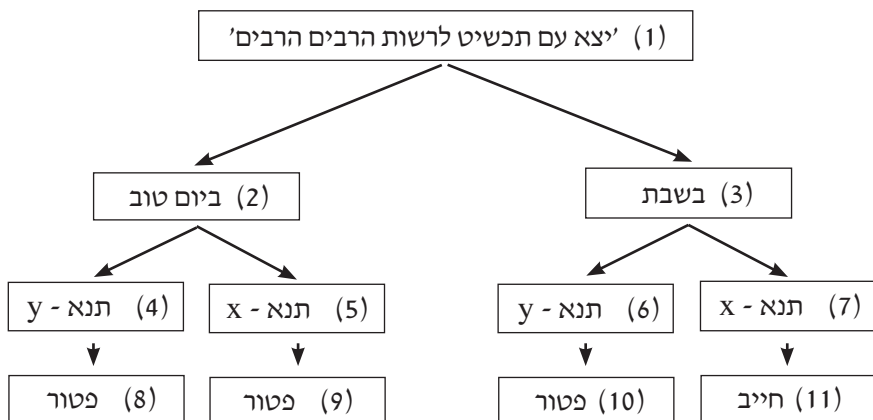 (1) 'יצא עם תכשיט לרשות הרבים הרבים'
(3) בשבת
(2) ביום טוב
(7) תנא - x
(6) תנא - y
(5) תנא - x
(4) תנא - y
(11) חייב
(10) פטור
(9) פטור
(8) פטור